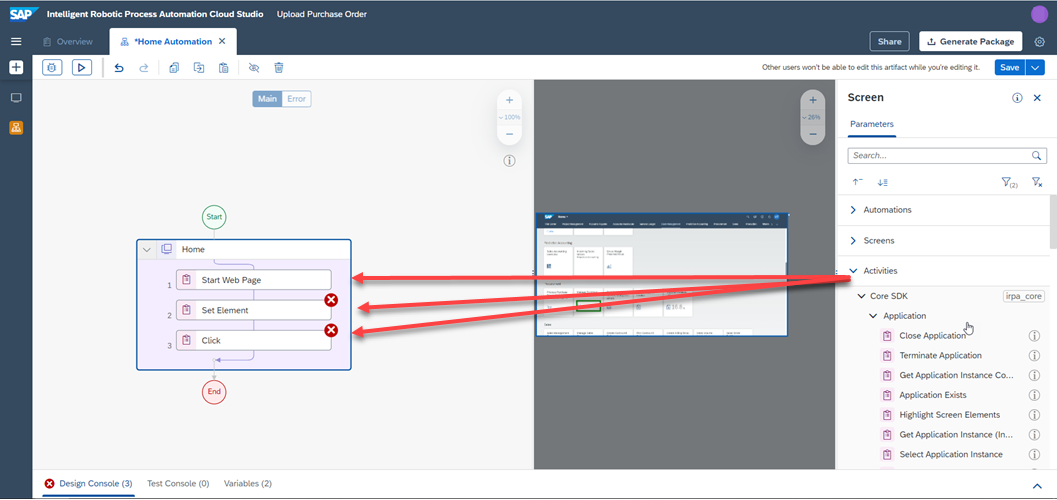 SAP Intelligent Robotic Process Automation Cloud Studio Upload Purchase Order
Overview *Home Automation Share Generate Package
Other users won't be able to edit this artifact while you're editing it. Save
Main Error
100%
28%
Screen
Parameters
Search...
(2)
Automations
Screens
Activities
Core SDK irpa_core
Application
Close Application
Terminate Application
Get Application Instance Co...
Application Exists
Highlight Screen Elements
Get Application Instance (In...
Select Application Instance
Start
Home
1 Start Web Page
2 Set Element
3 Click
End
SAP Home
Design Console (3) Test Console (0) Variables (2)